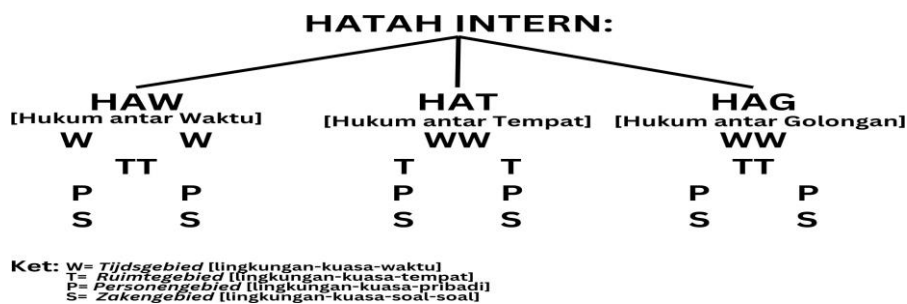 HATAH INTERN:
HAW HAT HAG
[Hukum antar Waktu] [Hukum antar Tempat] [Hukum antar Golongan]
W W WW WW
TT T T TT
P P P P P P
S S S S S S
Ket: W= Tijdsgebied [lingkungan-kuasa-waktu]
T= Ruimtegebied [lingkungan-kuasa-tempat]
P= Personengebied [lingkungan-kuasa-pribadi]
S= Zakengebied [lingkungan-kuasa-soal-soal]